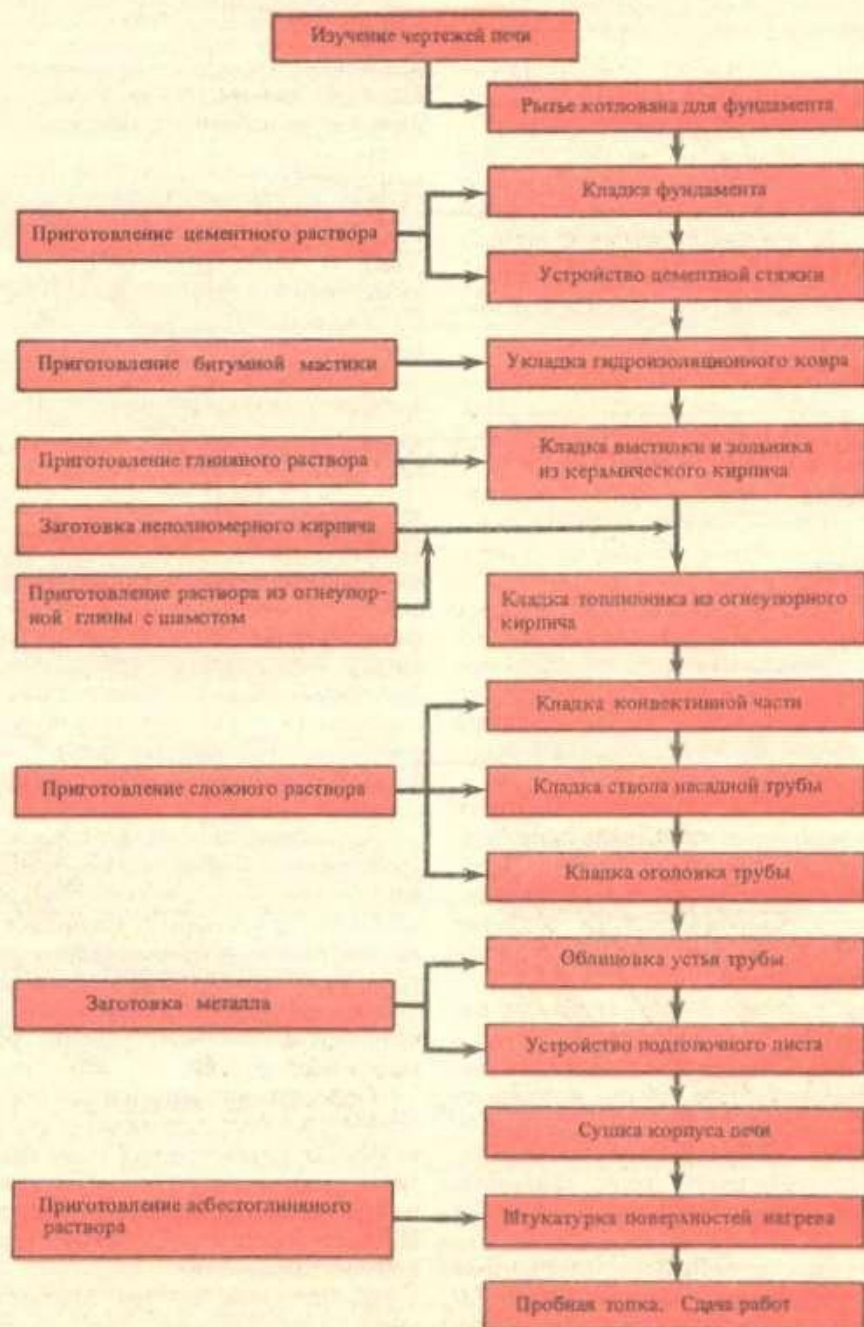 Изучение чертежей печи
Рытье котлована для фундамента
Кладка фундамента
Приготовление цементного раствора
Устройство цементной стяжки
Приготовление битумной мастики
Укладка гидроизоляционного ковра
Приготовление глиняного раствора
Кладка выстилки и зольника
из керамического кирпича
Заготовка неполномерного кирпича
Приготовление раствора из огнеупор-
ной глины с шамотом
Кладка топливника из огнеупорного
кирпича
Кладка конвективной части
Приготовление сложного раствора
Кладка ствола насадной трубы
Кладка оголовка трубы
Облицовка устья трубы
Заготовка металла
Устройство подтопочного листа
Сушка корпуса печи
Приготовление асбестоглиняного
раствора
Штукатурка поверхностей нагрева
Пробная топка. Сдача работ